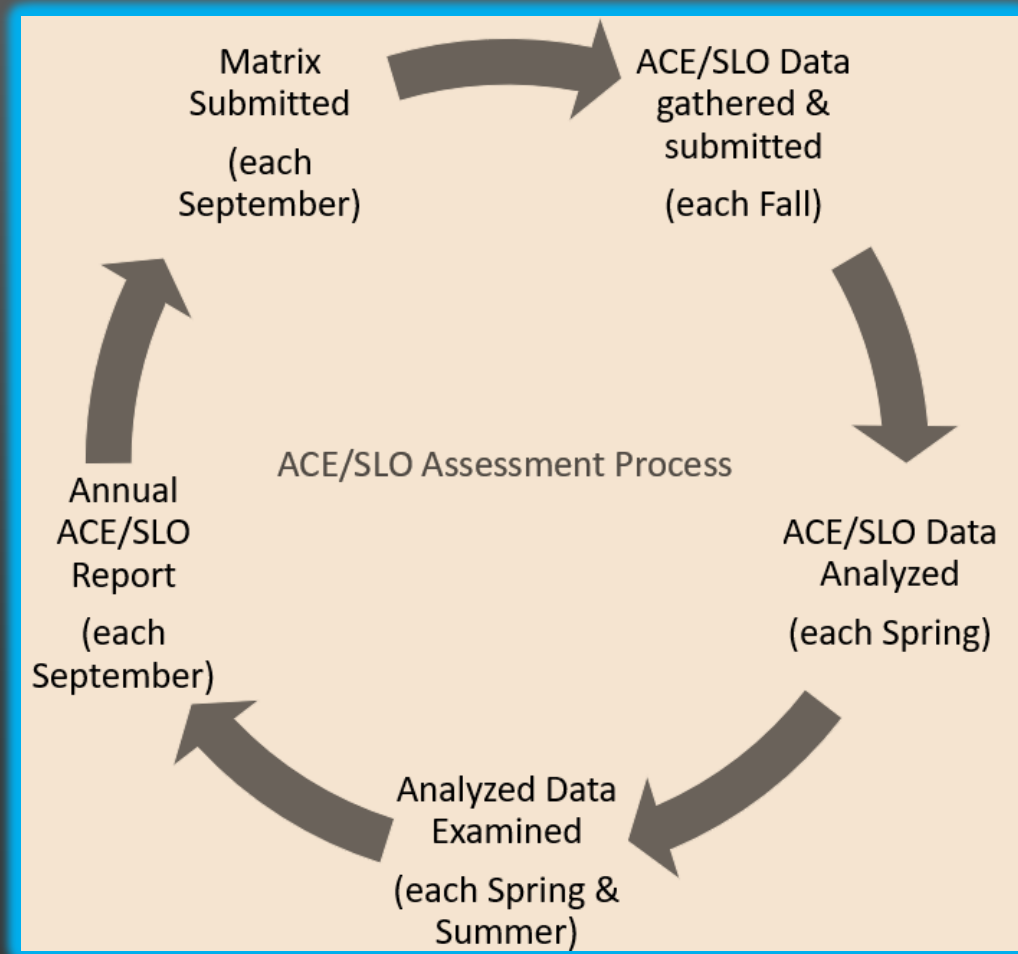 Matrix
Submitted
(each
September)
ACE/SLO Data
gathered &
submitted
(each Fall)
ACE/SLO Data
Analyzed
(each Spring)
Analyzed Data
Examined
(each Spring &
Summer)
Annual
ACE/SLO
Report
(each
September)
ACE/SLO Assessment Process